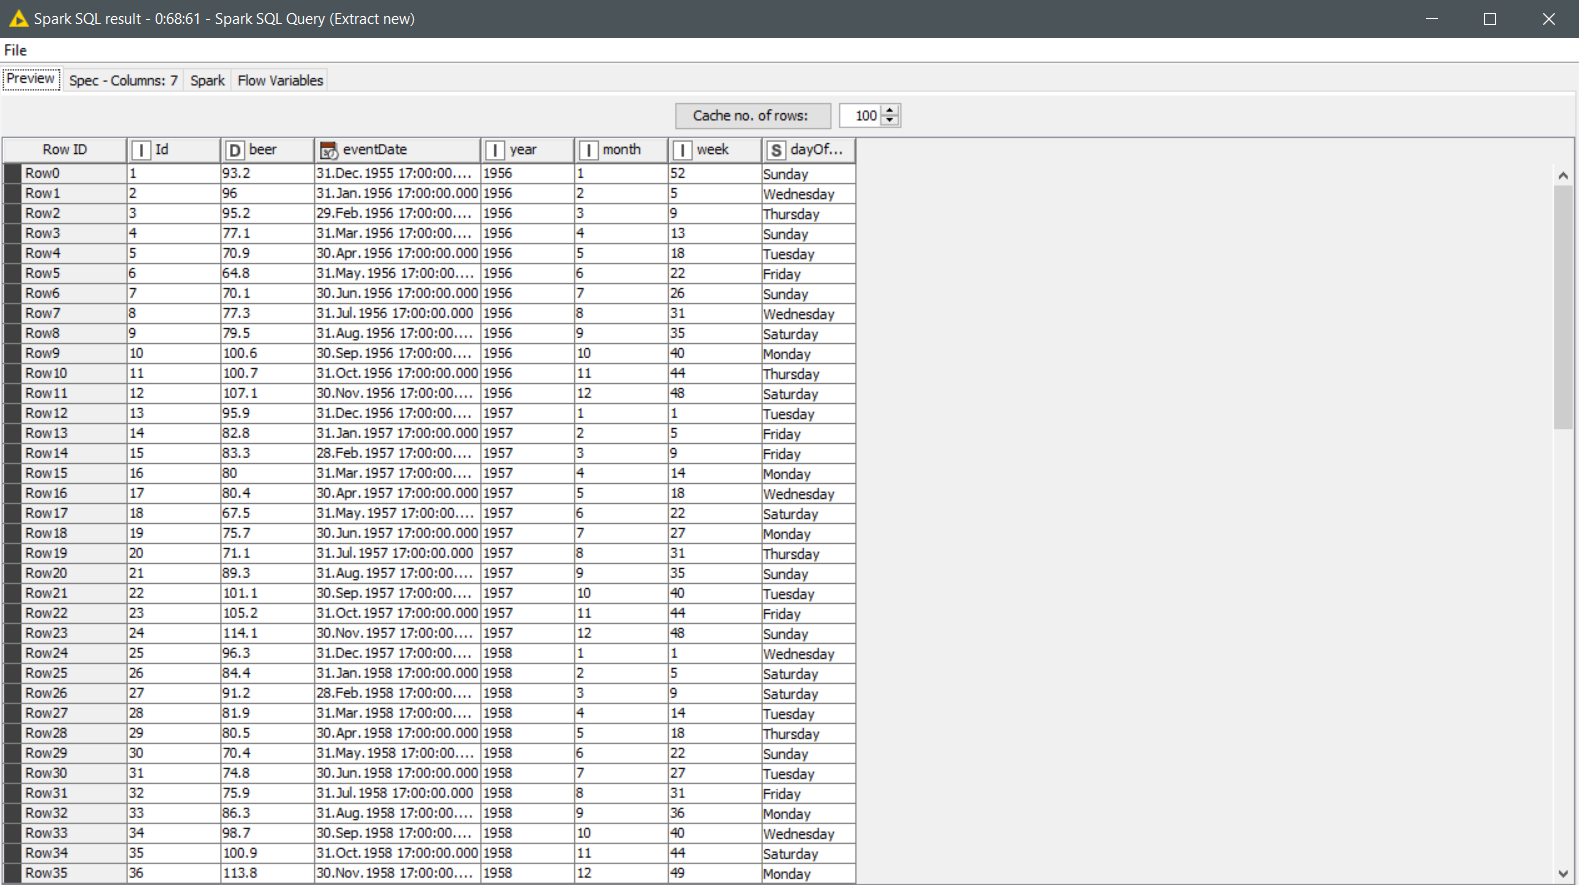 Spark SQL result - 0:68:61 - Spark SQL Query (Extract new)
File
Preview Spec - Columns: 7 Spark Flow Variables
Cache no. of rows: 100
Row ID I Id D beer eventDate I year I month I week S dayOf...
Row0 1 93.2 31.Dec.1955 17:00:00.... 1956 1 52 Sunday
Row1 2 96 31.Jan.1956 17:00:00.000 1956 2 5 Wednesday
Row2 3 95.2 29.Feb.1956 17:00:00.... 1956 3 9 Thursday
Row3 4 77.1 31.Mar.1956 17:00:00.... 1956 4 13 Sunday
Row4 5 70.9 30.Apr.1956 17:00:00.000 1956 5 18 Tuesday
Row5 6 64.8 31.May.1956 17:00:00.... 1956 6 22 Friday
Row6 7 70.1 30.Jun.1956 17:00:00.000 1956 7 26 Sunday
Row7 8 77.3 31.Jul.1956 17:00:00.000 1956 8 31 Wednesday
Row8 9 79.5 31.Aug.1956 17:00:00.... 1956 9 35 Saturday
Row9 10 100.6 30.Sep.1956 17:00:00.... 1956 10 40 Monday
Row10 11 100.7 31.Oct.1956 17:00:00.000 1956 11 44 Thursday
Row11 12 107.1 30.Nov.1956 17:00:00.... 1956 12 48 Saturday
Row12 13 95.9 31.Dec.1956 17:00:00.... 1957 1 1 Tuesday
Row13 14 82.8 31.Jan.1957 17:00:00.000 1957 2 5 Friday
Row14 15 83.3 28.Feb.1957 17:00:00.... 1957 3 9 Friday
Row15 16 80 31.Mar.1957 17:00:00.... 1957 4 14 Monday
Row16 17 80.4 30.Apr.1957 17:00:00.000 1957 5 18 Wednesday
Row17 18 67.5 31.May.1957 17:00:00.... 1957 6 22 Saturday
Row18 19 75.7 30.Jun.1957 17:00:00.000 1957 7 27 Monday
Row19 20 71.1 31.Jul.1957 17:00:00.000 1957 8 31 Thursday
Row20 21 89.3 31.Aug.1957 17:00:00.... 1957 9 35 Sunday
Row21 22 101.1 30.Sep.1957 17:00:00.... 1957 10 40 Tuesday
Row22 23 105.2 31.Oct.1957 17:00:00.000 1957 11 44 Friday
Row23 24 114.1 30.Nov.1957 17:00:00.... 1957 12 48 Sunday
Row24 25 96.3 31.Dec.1957 17:00:00.... 1958 1 1 Wednesday
Row25 26 84.4 31.Jan.1958 17:00:00.000 1958 2 5 Saturday
Row26 27 91.2 28.Feb.1958 17:00:00.... 1958 3 9 Saturday
Row27 28 81.9 31.Mar.1958 17:00:00.... 1958 4 14 Tuesday
Row28 29 80.5 30.Apr.1958 17:00:00.000 1958 5 18 Thursday
Row29 30 70.4 31.May.1958 17:00:00.... 1958 6 22 Sunday
Row30 31 74.8 30.Jun.1958 17:00:00.000 1958 7 27 Tuesday
Row31 32 75.9 31.Jul.1958 17:00:00.000 1958 8 31 Friday
Row32 33 86.3 31.Aug.1958 17:00:00.... 1958 9 36 Monday
Row33 34 98.7 30.Sep.1958 17:00:00.... 1958 10 40 Wednesday
Row34 35 100.9 31.Oct.1958 17:00:00.000 1958 11 44 Saturday
Row35 36 113.8 30.Nov.1958 17:00:00.... 1958 12 49 Monday